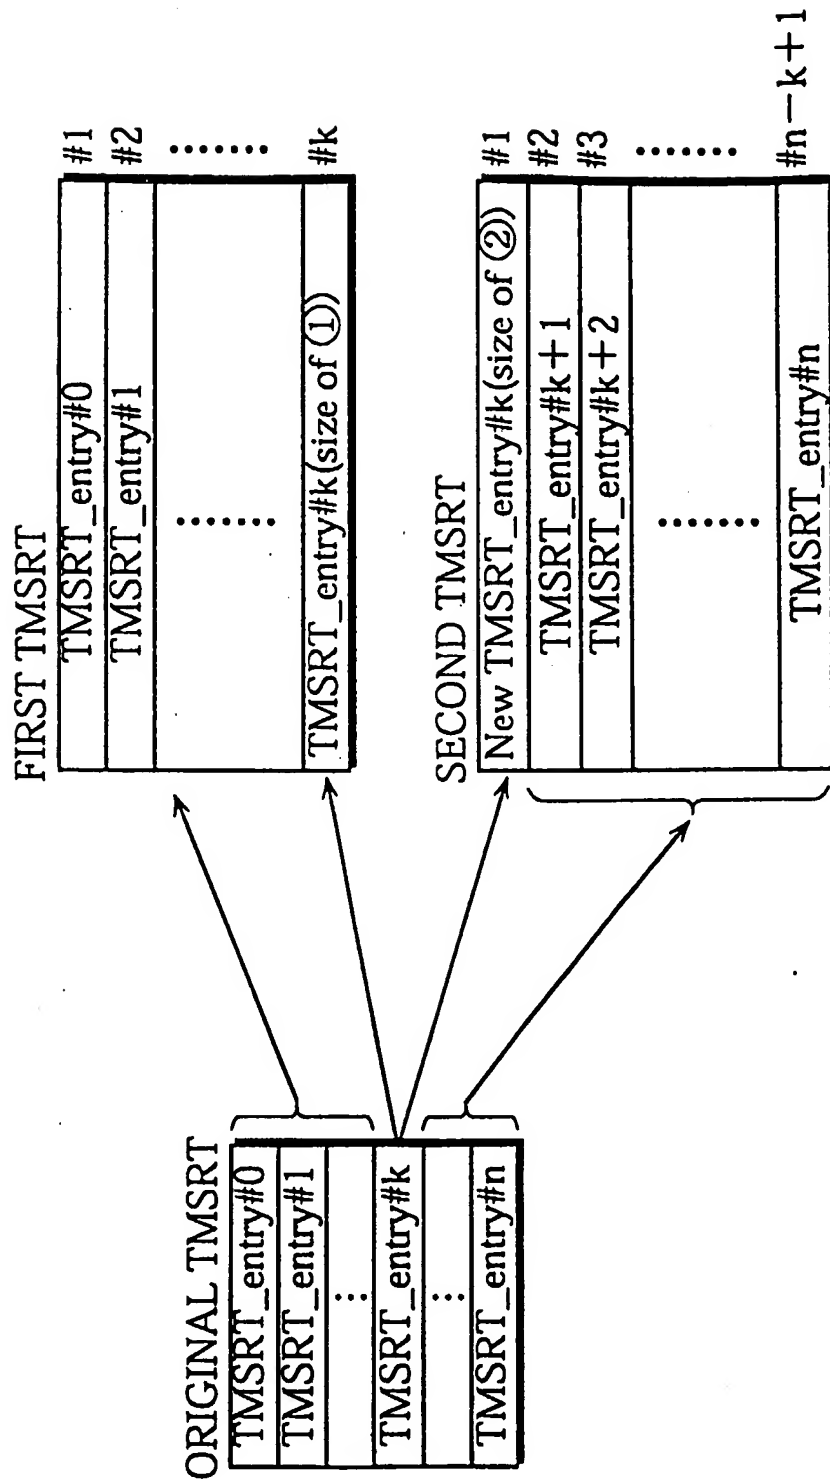 ORIGINAL TMSRT
TMSRT_entry#0
TMSRT_entry#1
⋯
TMSRT_entry#k
⋯
TMSRT_entry#n
FIRST TMSRT
TMSRT_entry#0 #1
TMSRT_entry#1 #2
⋯⋯ ⋯⋯
TMSRT_entry#k(size of ①) #k
SECOND TMSRT
New TMSRT_entry#k(size of ②) #1
TMSRT_entry#k+1 #2
TMSRT_entry#k+2 #3
⋯⋯ ⋯⋯
TMSRT_entry#n #n−k+1